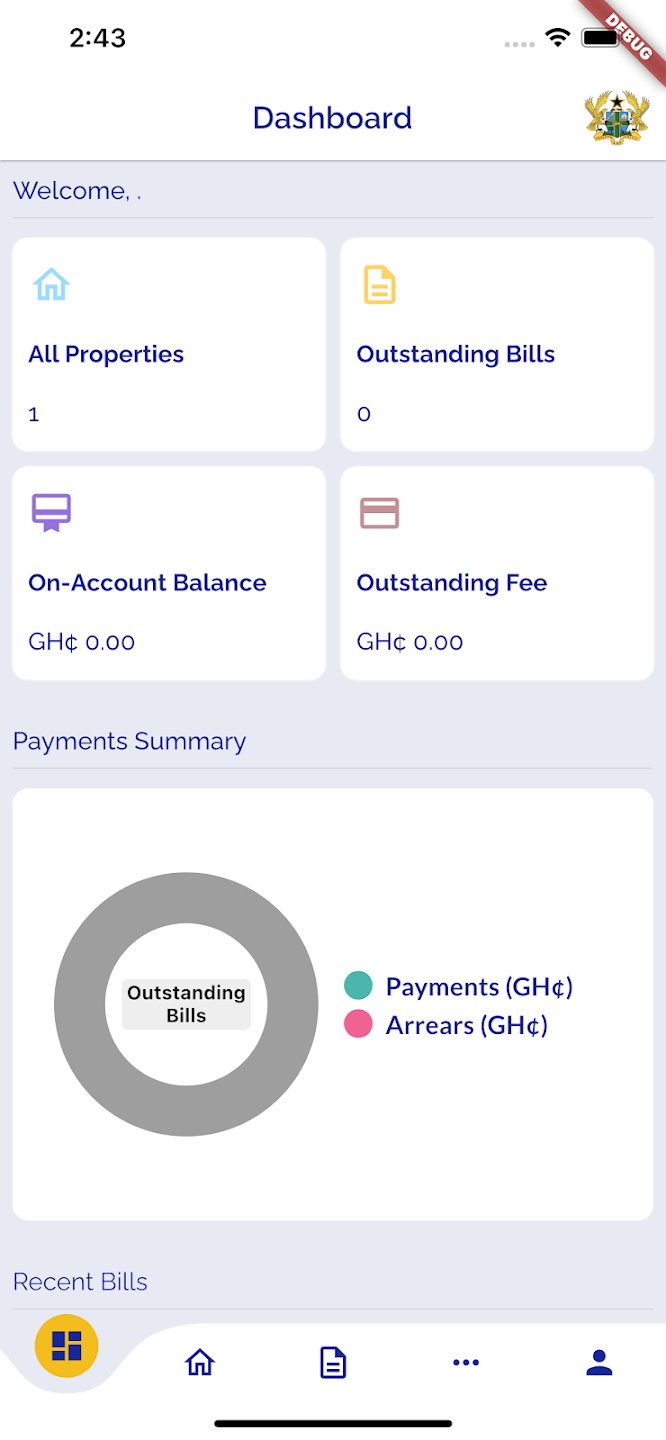 2:43
DEBUG
Dashboard
Welcome, .
All Properties
1
Outstanding Bills
0
On-Account Balance
GH¢ 0.00
Outstanding Fee
GH¢ 0.00
Payments Summary
Outstanding
Bills
Payments (GH¢)
Arrears (GH¢)
Recent Bills